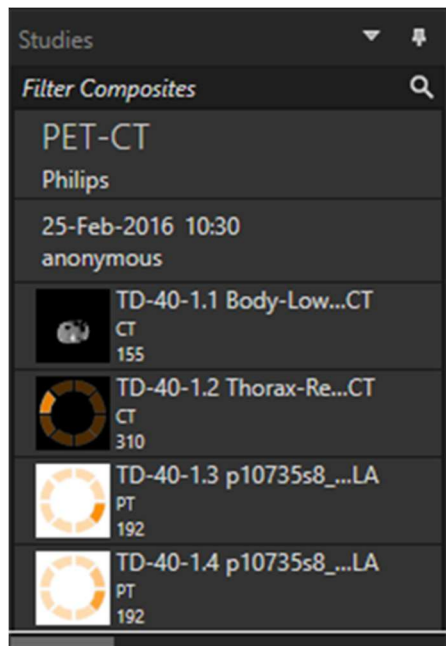 Studies
Filter Composites
PET-CT
Philips
25-Feb-2016 10:30
anonymous
TD-40-1.1 Body-Low...CT
CT
155
TD-40-1.2 Thorax-Re...CT
CT
310
TD-40-1.3 p10735s8_...LA
PT
192
TD-40-1.4 p10735s8_...LA
PT
192